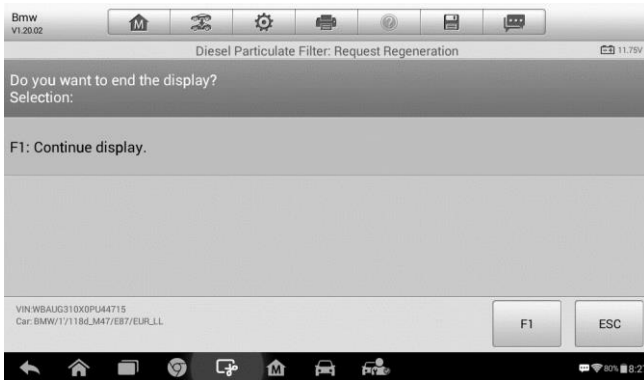 Bmw
V1.20.02
Diesel Particulate Filter: Request Regeneration
11.75V
Do you want to end the display?
Selection:
F1: Continue display.
VIN:WBAUG310X0PU44715
Car: BMW/1'/118d_M47/E87/EUR_LL
F1
ESC
80%